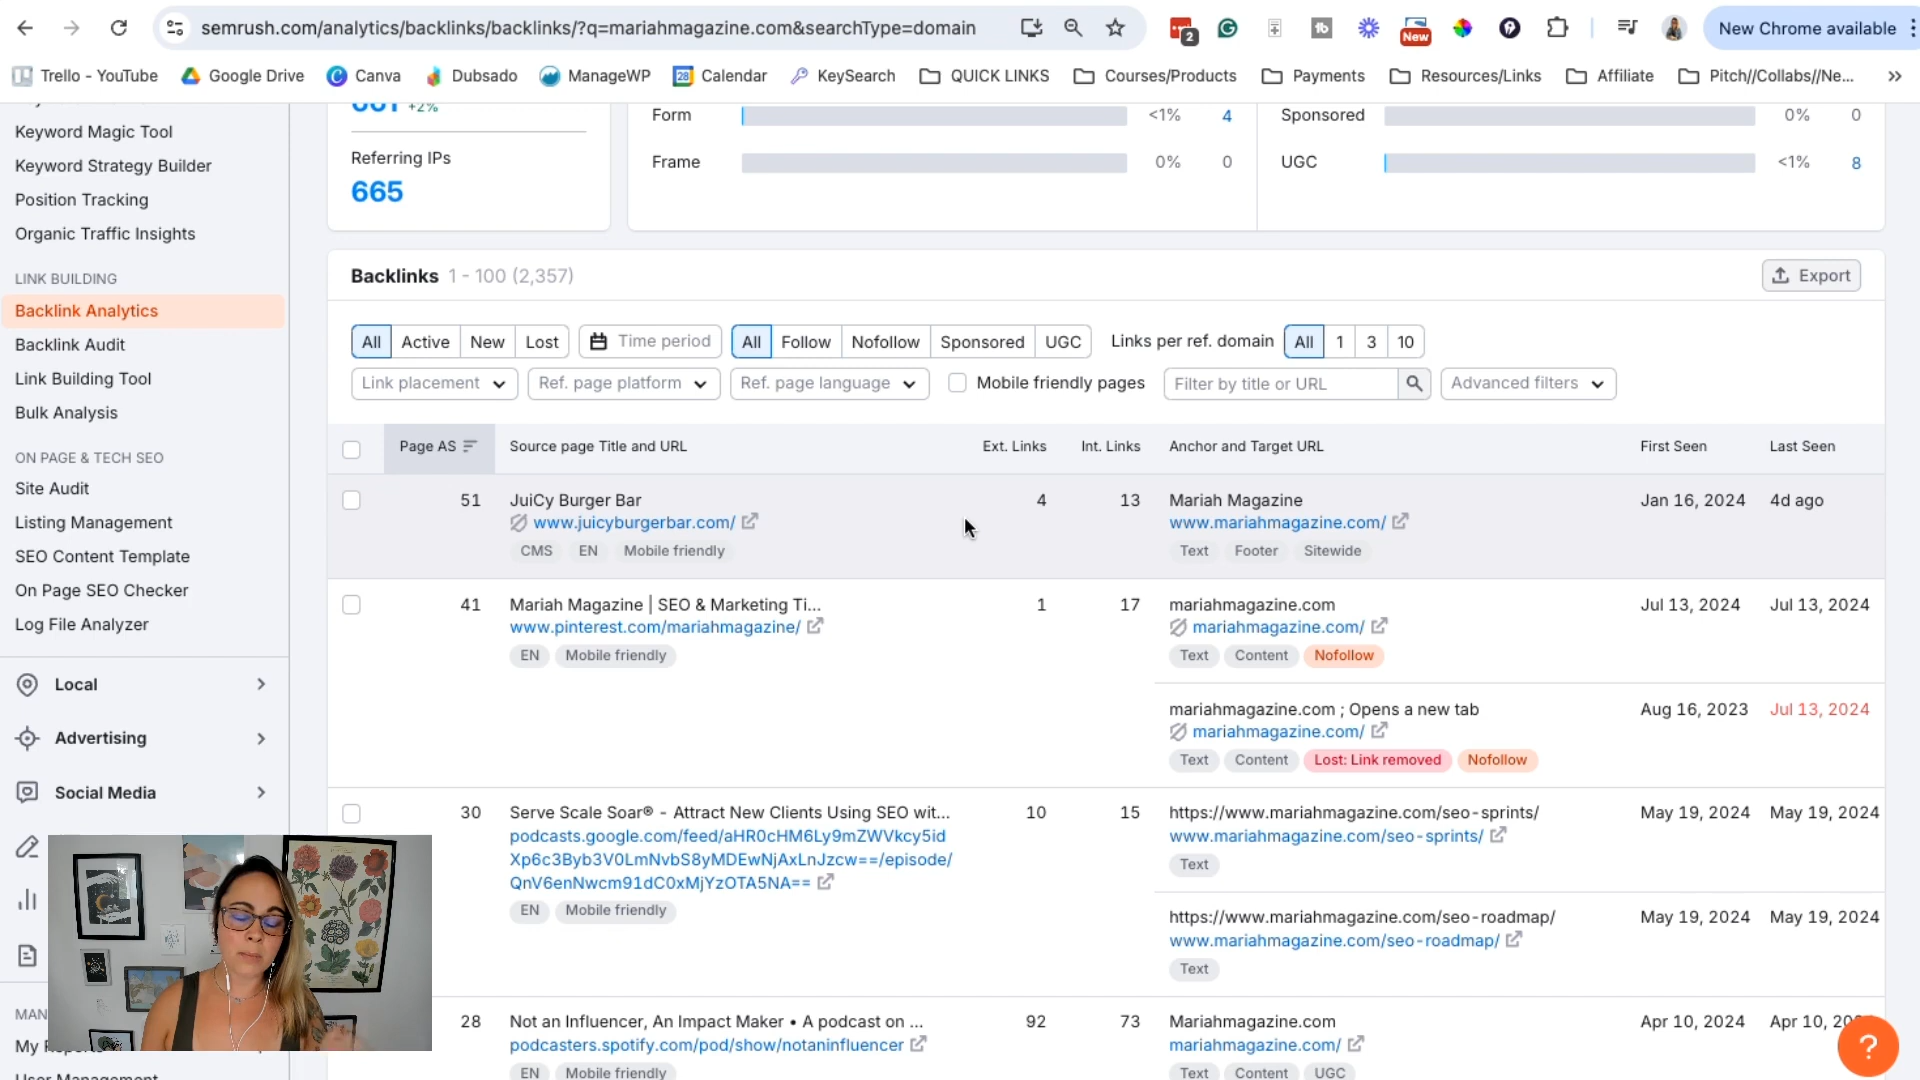 semrush.com/analytics/backlinks/backlinks/?q=mariahmagazine.com&searchType=domain
2
New
New Chrome available
Trello - YouTube
Google Drive
Canva
Dubsado
ManageWP
28
Calendar
KeySearch
QUICK LINKS
Courses/Products
Payments
Resources/Links
Affiliate
Pitch//Collabs//Ne...
+2%
Form <1% 4
Sponsored 0% 0
Keyword Magic Tool
Referring IPs
Frame 0% 0
UGC <1% 8
Keyword Strategy Builder
665
Position Tracking
Organic Traffic Insights
LINK BUILDING
Backlinks 1 - 100 (2,357)
Export
Backlink Analytics
Backlink Audit
Link Building Tool
Bulk Analysis
All Active New Lost Time period All Follow Nofollow Sponsored UGC Links per ref. domain All 1 3 10
Link placement Ref. page platform Ref. page language Mobile friendly pages Filter by title or URL Advanced filters
ON PAGE & TECH SEO
Site Audit
Listing Management
SEO Content Template
On Page SEO Checker
Log File Analyzer
Local
Advertising
Social Media
MAN
Page AS Source page Title and URL Ext. Links Int. Links Anchor and Target URL First Seen Last Seen
51 JuiCy Burger Bar 4 13 Mariah Magazine Jan 16, 2024 4d ago
www.juicyburgerbar.com/ www.mariahmagazine.com/
CMS EN Mobile friendly Text Footer Sitewide
41 Mariah Magazine | SEO & Marketing Ti... 1 17 mariahmagazine.com Jul 13, 2024 Jul 13, 2024
www.pinterest.com/mariahmagazine/ mariahmagazine.com/
EN Mobile friendly Text Content Nofollow
mariahmagazine.com ; Opens a new tab Aug 16, 2023 Jul 13, 2024
mariahmagazine.com/
Text Content Lost: Link removed Nofollow
30 Serve Scale Soar® - Attract New Clients Using SEO wit... 10 15 https://www.mariahmagazine.com/seo-sprints/ May 19, 2024 May 19, 2024
podcasts.google.com/feed/aHR0cHM6Ly9mZWVkcy5id www.mariahmagazine.com/seo-sprints/
Xp6c3Byb3V0LmNvbS8yMDEwNjAxLnJzcw==/episode/
Text
QnV6enNwcm91dC0xMjYzOTA5NA==
EN Mobile friendly
https://www.mariahmagazine.com/seo-roadmap/ May 19, 2024 May 19, 2024
www.mariahmagazine.com/seo-roadmap/
Text
28 Not an Influencer, An Impact Maker • A podcast on ... 92 73 Mariahmagazine.com Apr 10, 2024 Apr 10,
podcasters.spotify.com/pod/show/notaninfluencer mariahmagazine.com/
EN Mobile friendly Text Content UGC
?